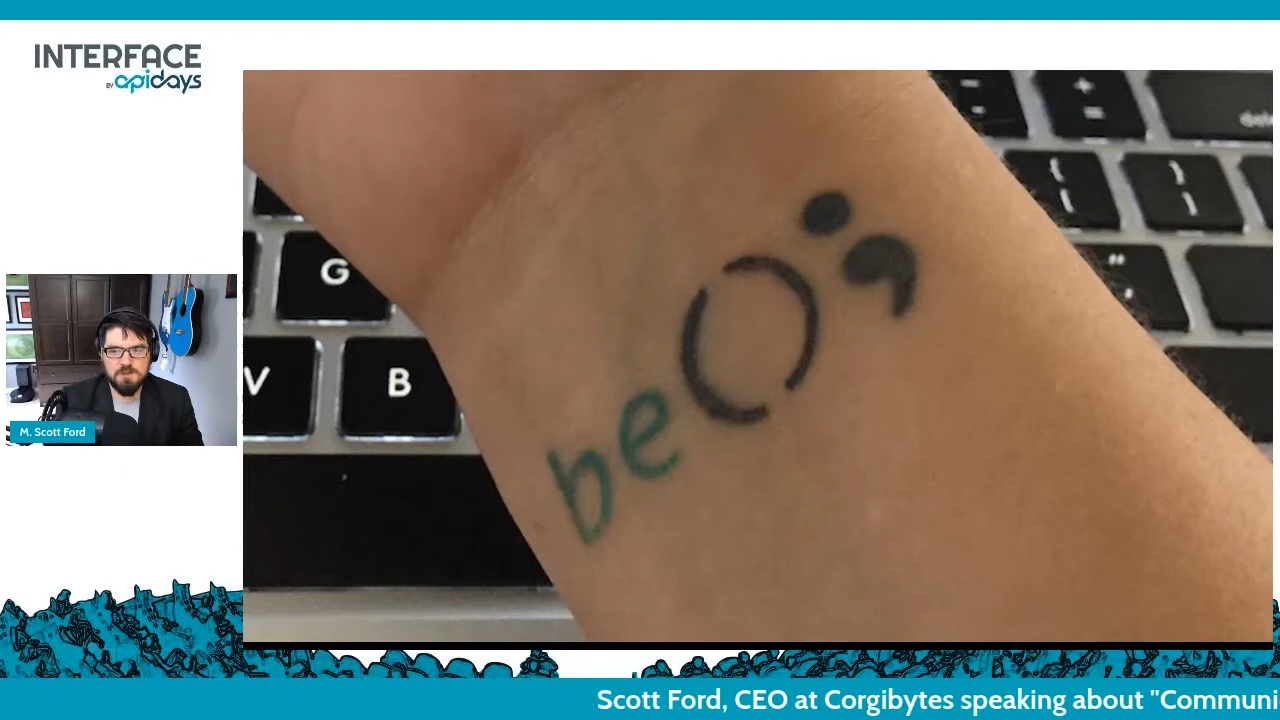 INTERFACE
BY apidays
G
V
B
be();
-
+
=
{
[
}
]
"
M. Scott Ford
Scott Ford, CEO at Corgibytes speaking about "Communi